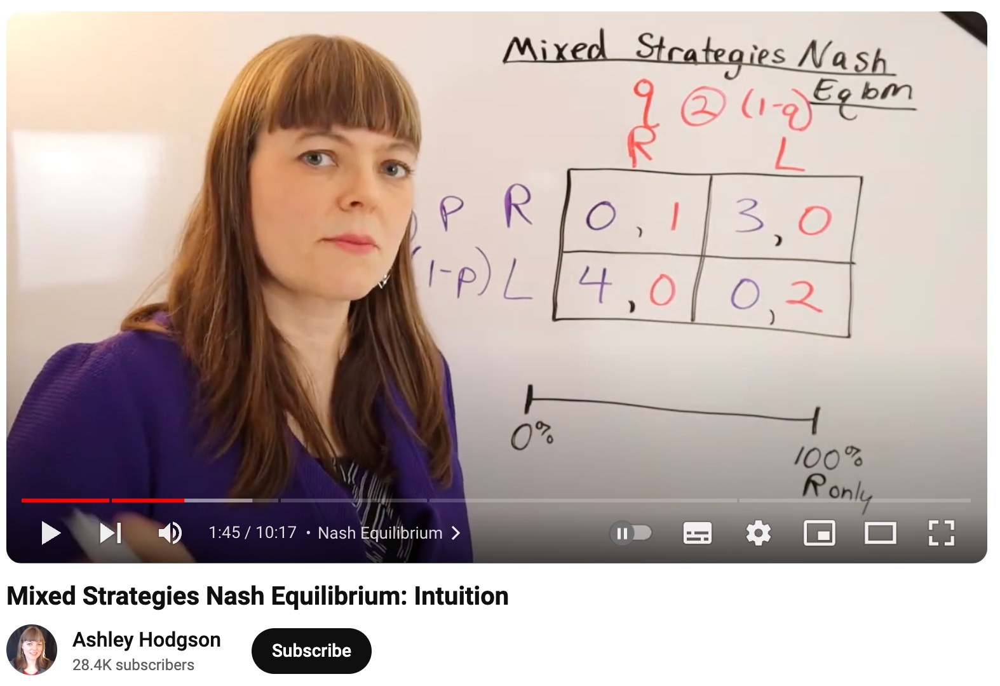 Mixed Strategies Nash
Eqbm
q ② (1-q)
R L
P R 0, 1 3, 0
(1-p) L 4, 0 0, 2
0%
100%
R only
1:45 / 10:17 • Nash Equilibrium
Mixed Strategies Nash Equilibrium: Intuition
Ashley Hodgson
28.4K subscribers
Subscribe